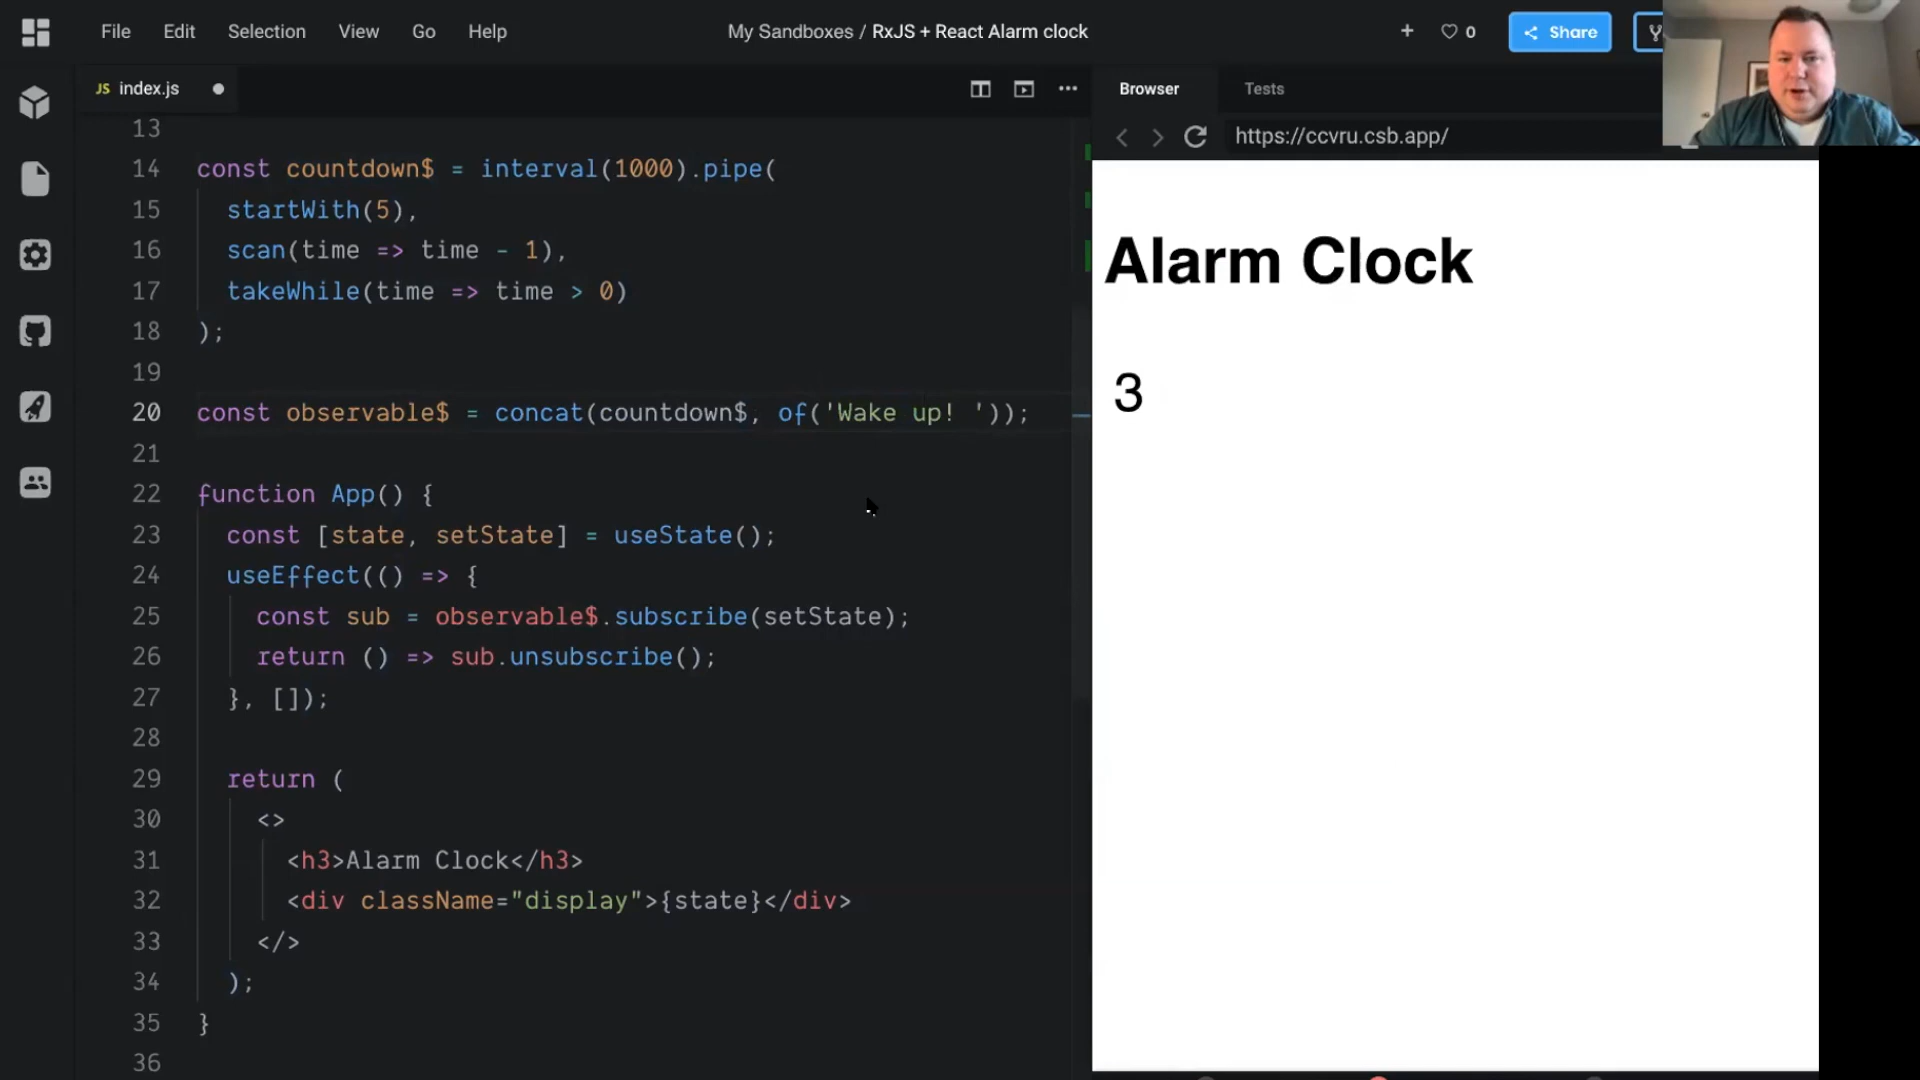 File Edit Selection View Go Help
My Sandboxes / RxJS + React Alarm clock
+ 0 Share
JS index.js
Browser Tests
https://ccvru.csb.app/
13
14 const countdown$ = interval(1000).pipe(
15 startWith(5),
16 scan(time => time - 1),
17 takeWhile(time => time > 0)
18 );
19
20 const observable$ = concat(countdown$, of('Wake up! '));
21
22 function App() {
23 const [state, setState] = useState();
24 useEffect(() => {
25 const sub = observable$.subscribe(setState);
26 return () => sub.unsubscribe();
27 }, []);
28
29 return (
30 <>
31 <h3>Alarm Clock</h3>
32 <div className="display">{state}</div>
33 </>
34 );
35 }
36
Alarm Clock
3